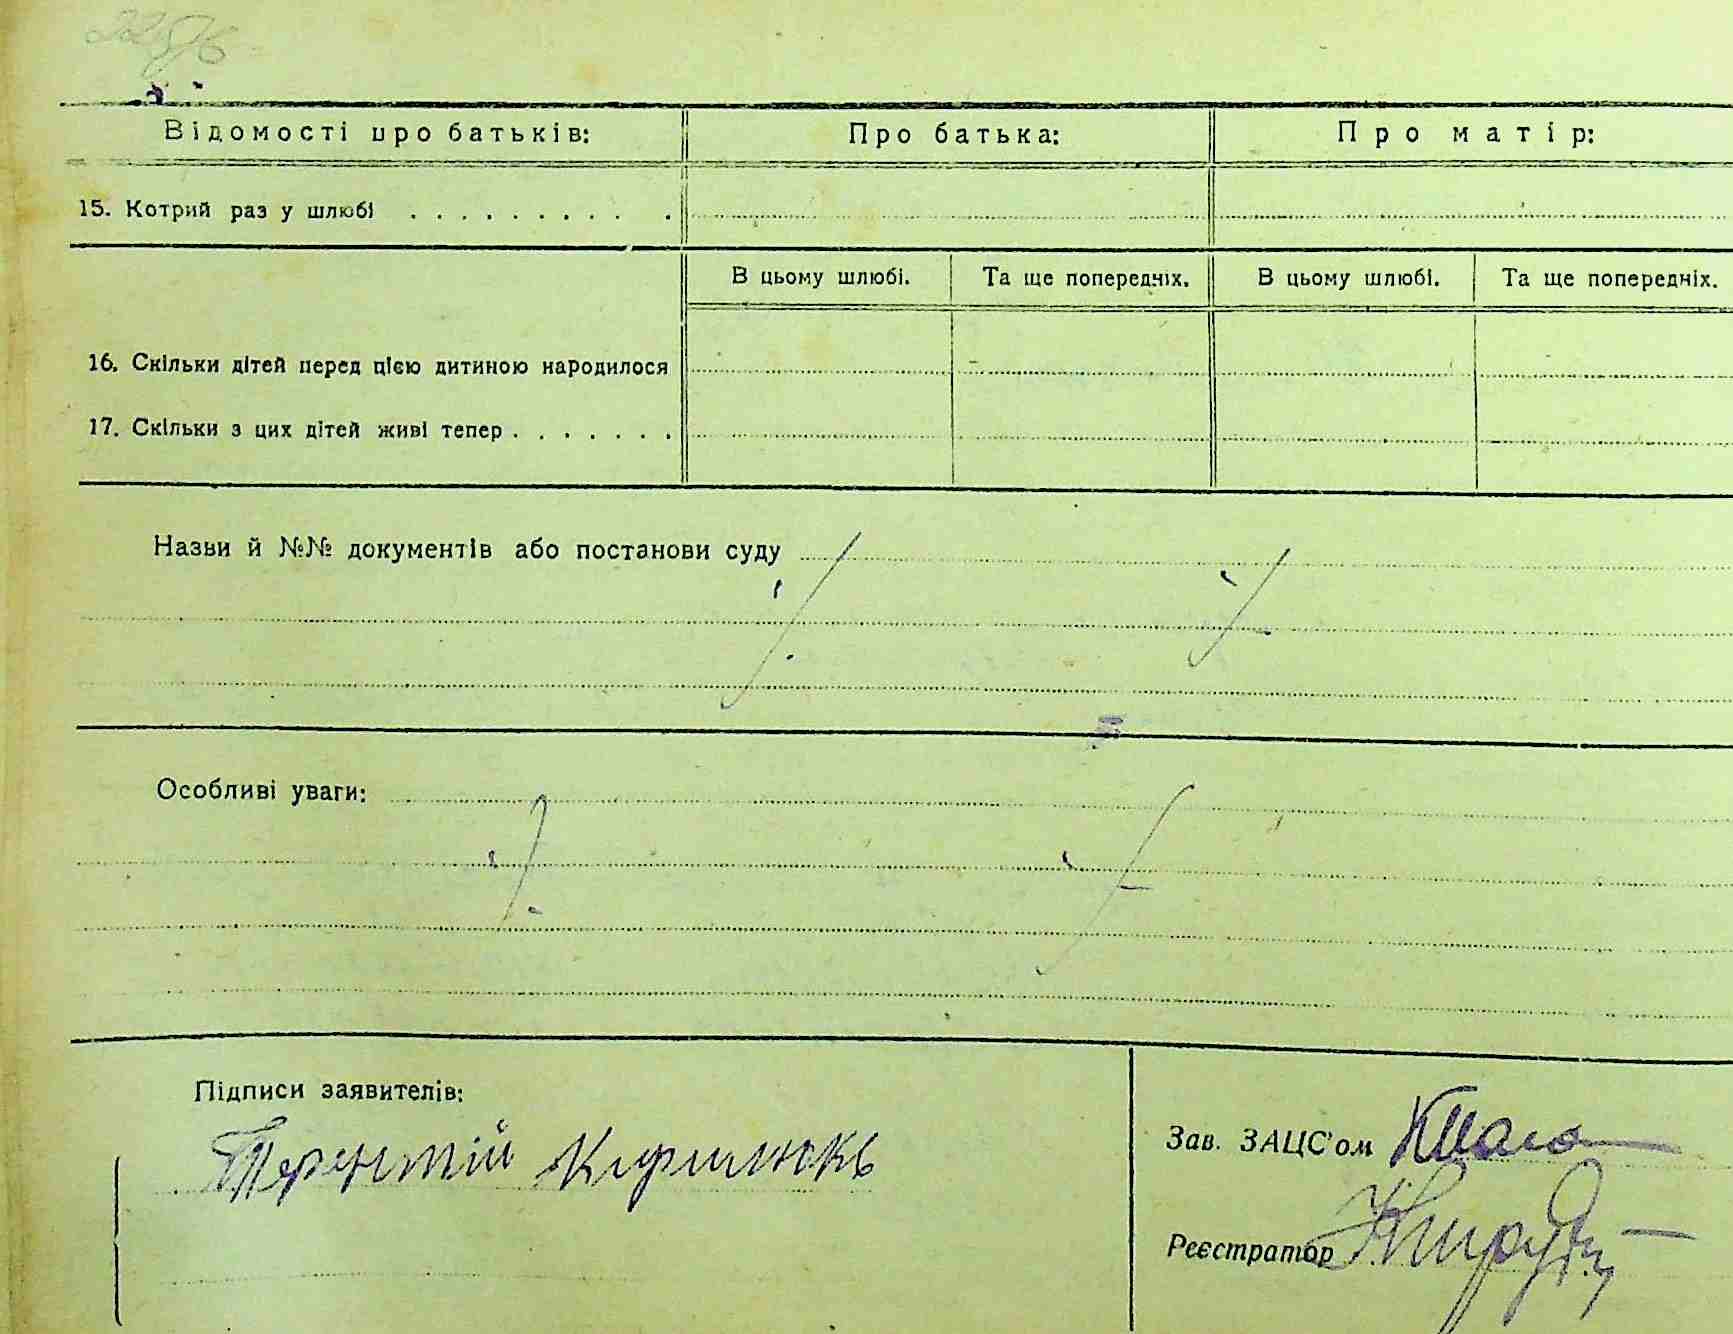 Відомості про батьків: Про батька: Про матір:
15. Котрий раз у шлюбі . . . . . . . . . .
В цьому шлюбі. Та ще попередніх. В цьому шлюбі. Та ще попередніх.
16. Скільки дітей перед цією дитиною народилося
17. Скільки з цих дітей живі тепер . . . . . . .
Назви й №№ документів або постанови суду
Особливі уваги:
Підписи заявителів:
Терентій Кирилюкъ
Зав. ЗАЦС'ом
Реєстратор